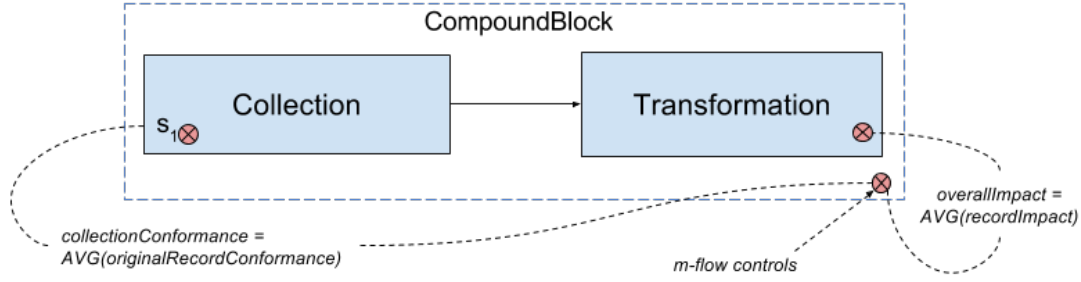 CompoundBlock
Collection
Transformation
s1
collectionConformance =
AVG(originalRecordConformance)
overallImpact =
AVG(recordImpact)
m-flow controls